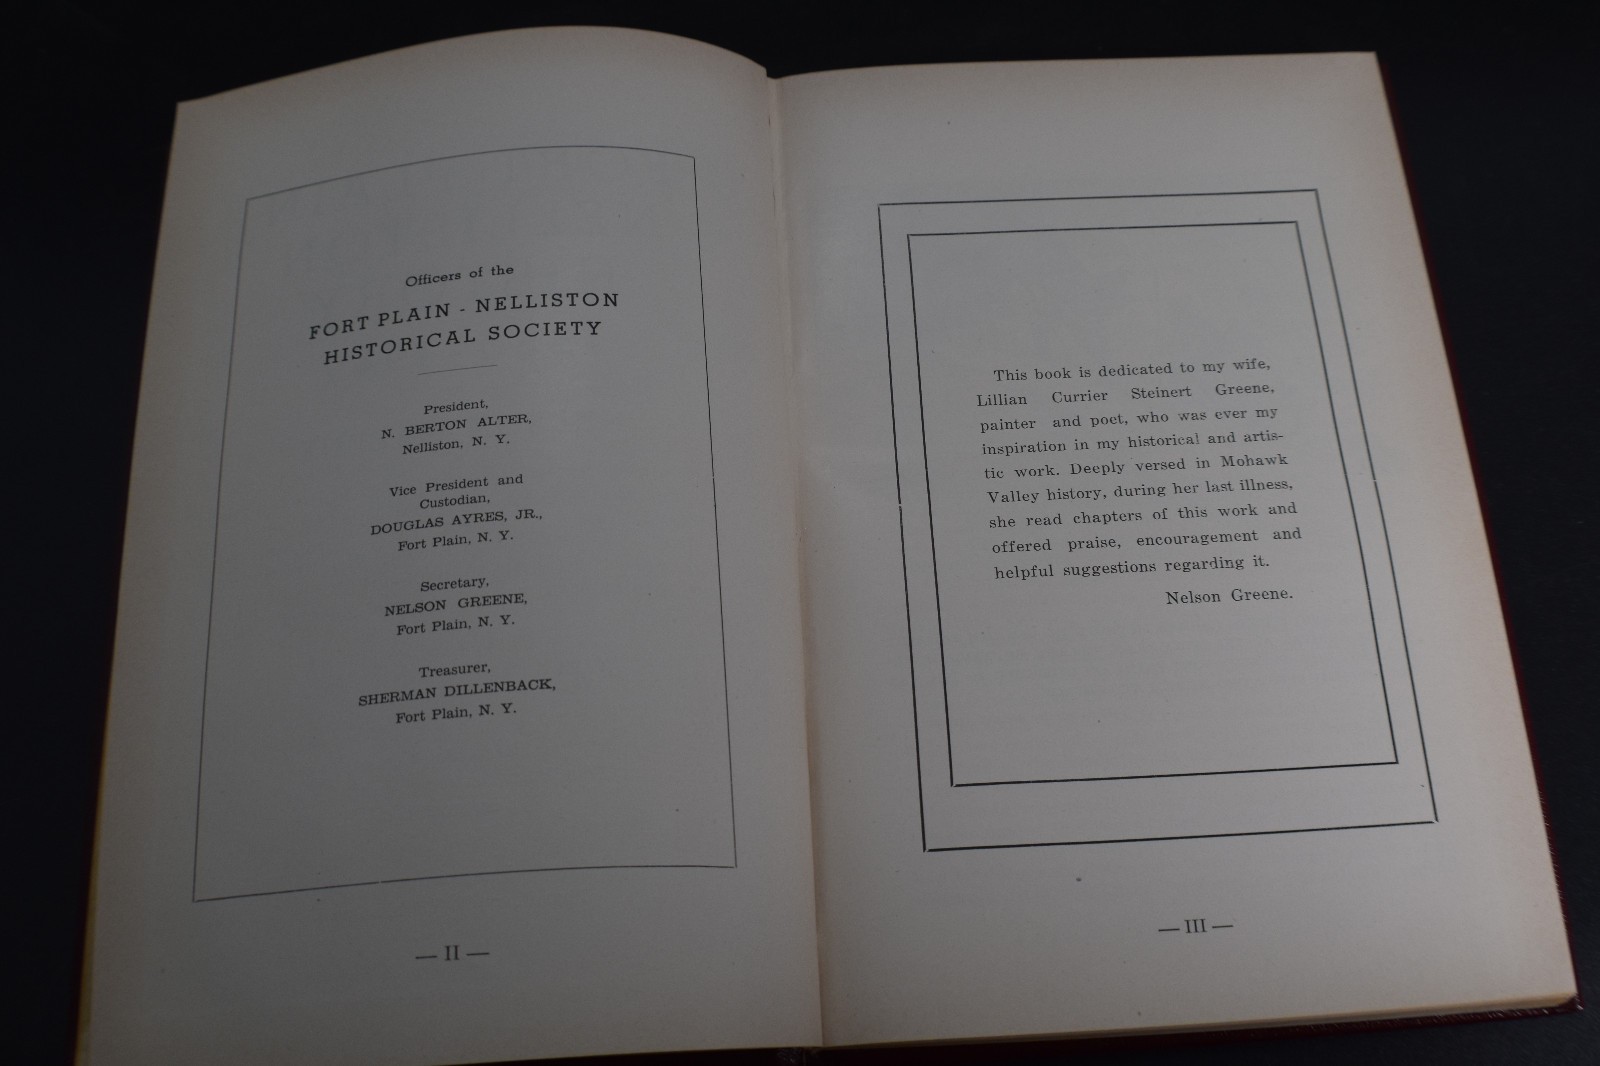 Officers of the
FORT PLAIN - NELLISTON
HISTORICAL SOCIETY
President,
N. BERTON ALTER,
Nelliston, N. Y.
Vice President and
Custodian,
DOUGLAS AYRES, JR.,
Fort Plain, N. Y.
Secretary,
NELSON GREENE,
Fort Plain, N. Y.
Treasurer,
SHERMAN DILLENBACK,
Fort Plain, N. Y.
— II —
This book is dedicated to my wife,
Lillian Currier Steinert Greene,
painter and poet, who was ever my
inspiration in my historical and artis-
tic work. Deeply versed in Mohawk
Valley history, during her last illness,
she read chapters of this work and
offered praise, encouragement and
helpful suggestions regarding it.
Nelson Greene.
— III —